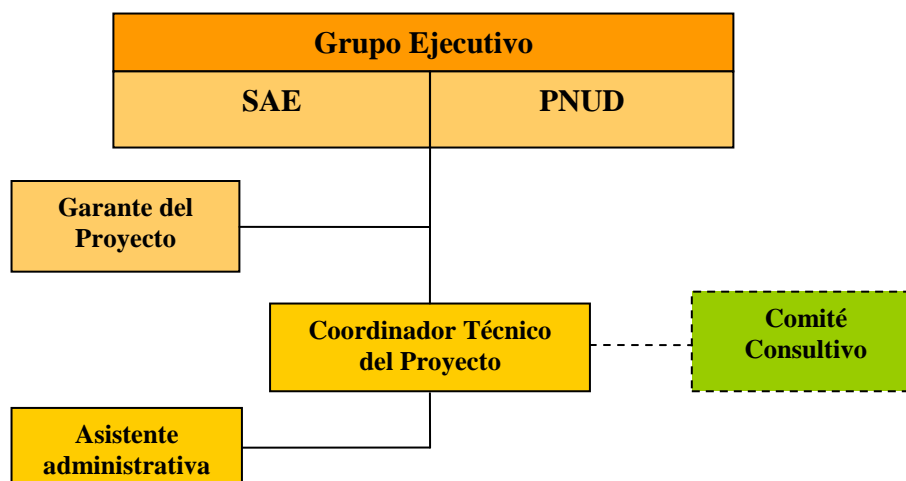 Grupo Ejecutivo
SAE
PNUD
Garante del
Proyecto
Coordinador Técnico
del Proyecto
Comité
Consultivo
Asistente
administrativa